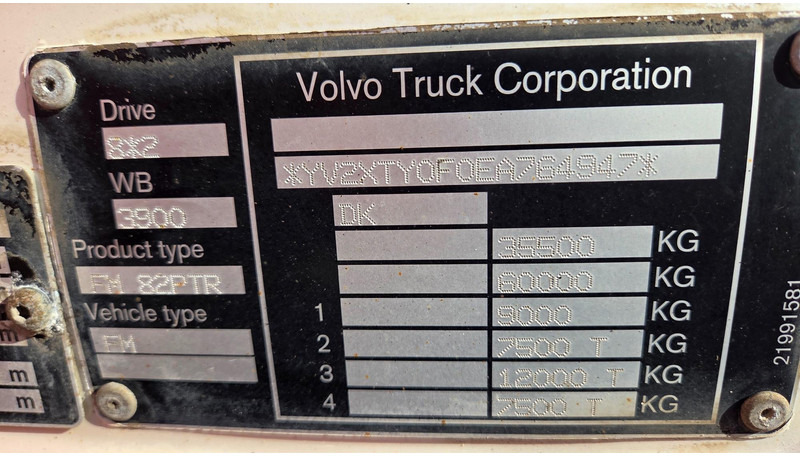 Volvo Truck Corporation
Drive
8X2
WB
3900
Product type
FM 82PTR
Vehicle type
FM
*YV2XTY0F0EA764947*
DK
35500 KG
60000 KG
1 9000 KG
2 7500 T KG
3 12000 T KG
4 7500 T KG
21991581
m
m
m